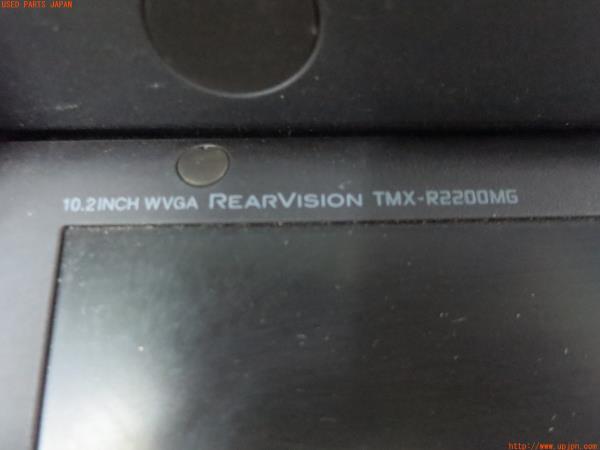 USED PARTS JAPAN
10.2INCH WVGA REARVISION TMX-R2200MG
http://www.upjpn.com/